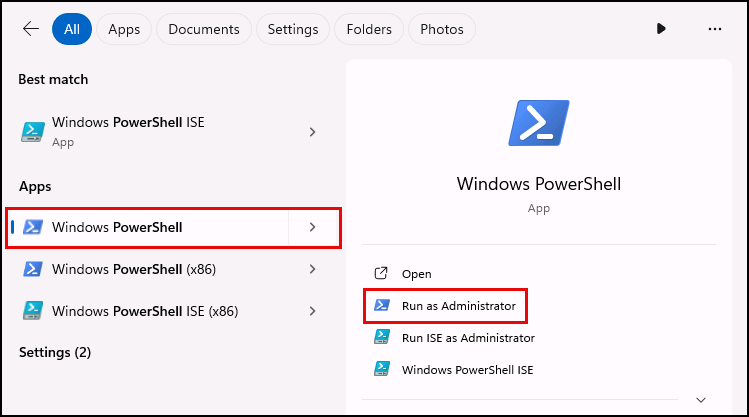 All Apps Documents Settings Folders Photos
Best match
Windows PowerShell ISE
App
Apps
Windows PowerShell
Windows PowerShell (x86)
Windows PowerShell ISE (x86)
Settings (2)
Windows PowerShell
App
Open
Run as Administrator
Run ISE as Administrator
Windows PowerShell ISE